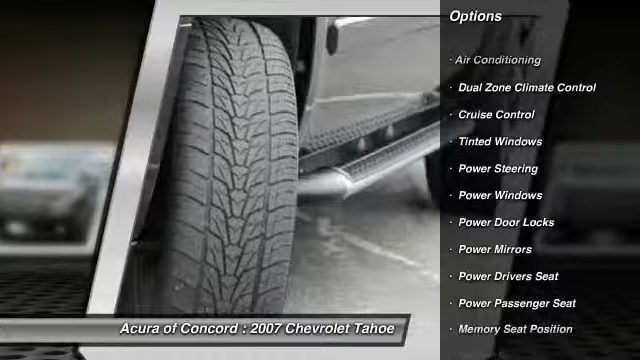 Options
· Air Conditioning
· Dual Zone Climate Control
· Cruise Control
· Tinted Windows
· Power Steering
· Power Windows
· Power Door Locks
· Power Mirrors
· Power Drivers Seat
· Power Passenger Seat
· Memory Seat Position
Acura of Concord : 2007 Chevrolet Tahoe